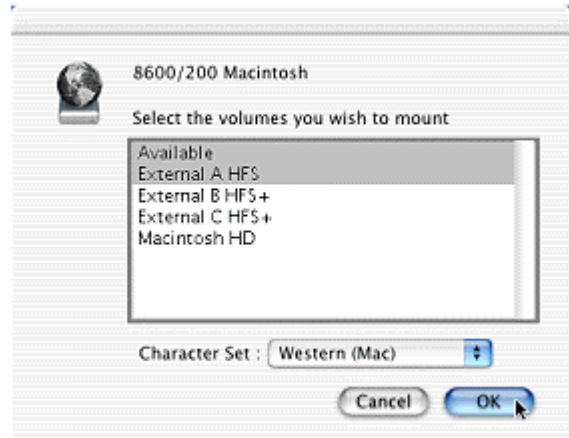 8600/200 Macintosh
Select the volumes you wish to mount
Available
External A HFS
External B HFS+
External C HFS+
Macintosh HD
Character Set : Western (Mac)
Cancel OK